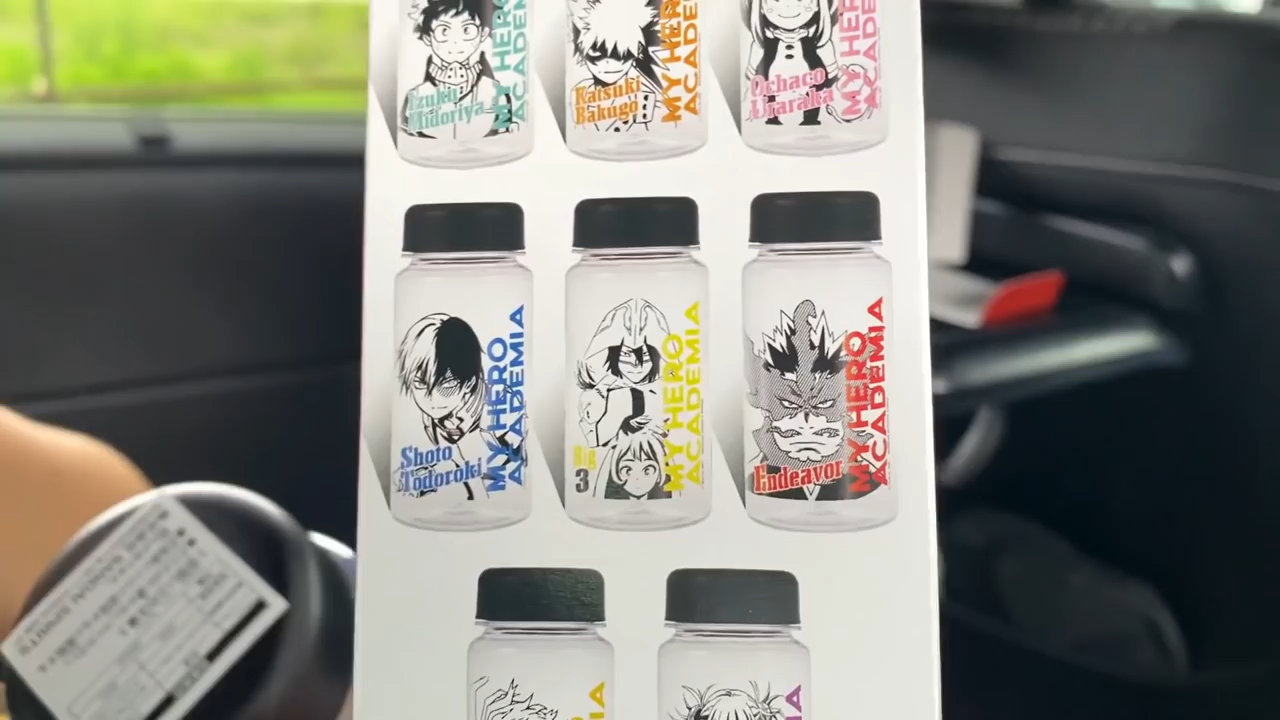 Izuku
Midoriya
MY HERO
ACADEMIA
Katsuki
Bakugo
MY HERO
ACADEMIA
Ochaco
Uraraka
MY HERO
ACADEMIA
Shoto
Todoroki
MY HERO
ACADEMIA
Big
3
MY HERO
ACADEMIA
Endeavor
MY HERO
ACADEMIA